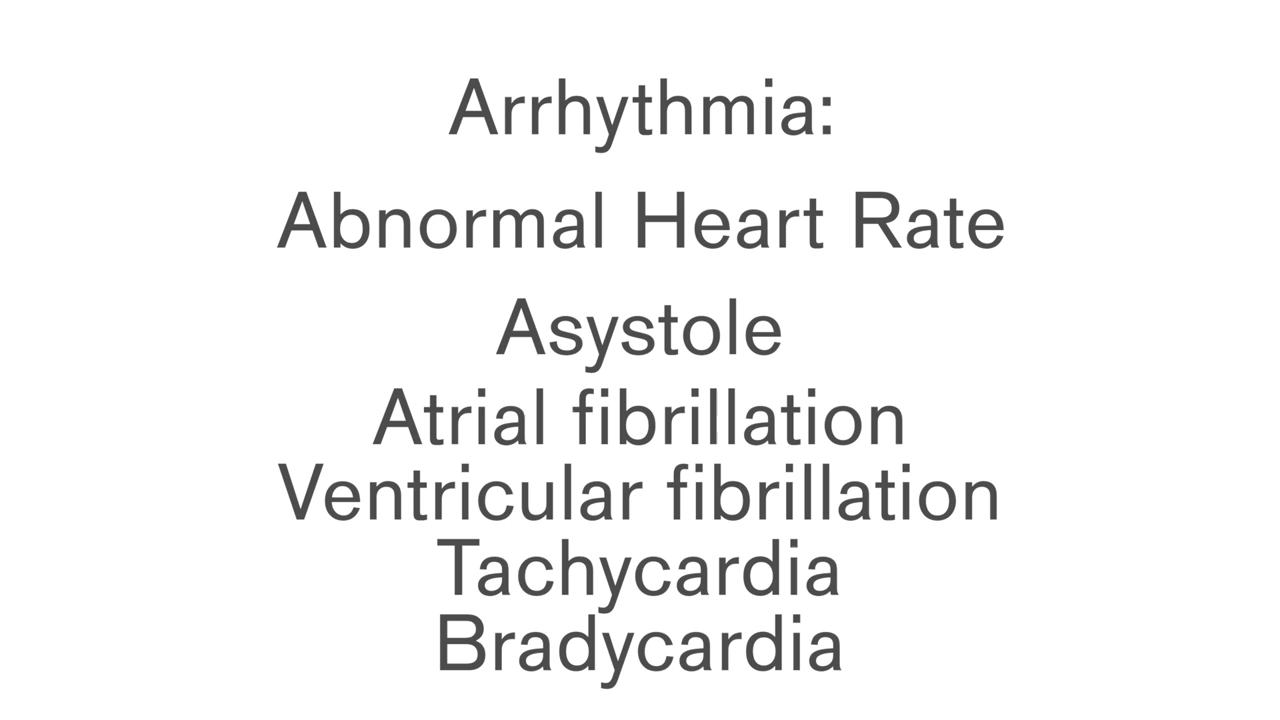 Arrhythmia:
Abnormal Heart Rate
Asystole
Atrial fibrillation
Ventricular fibrillation
Tachycardia
Bradycardia